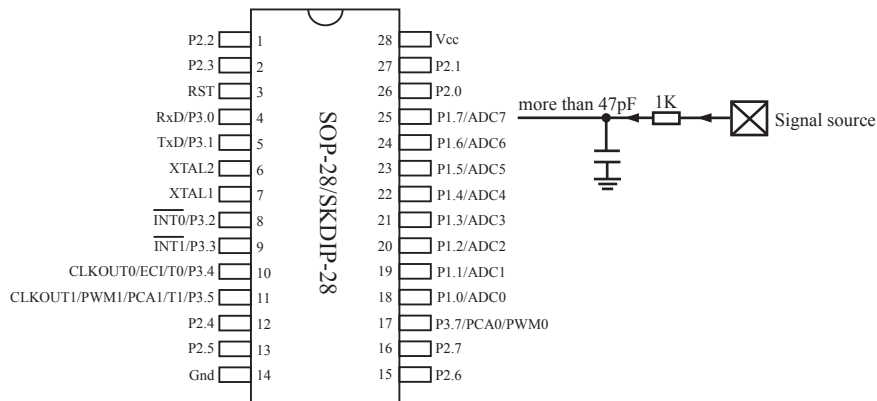 P2.2 1 28 Vcc
P2.3 2 27 P2.1
RST 3 26 P2.0
RxD/P3.0 4 25 P1.7/ADC7
TxD/P3.1 5 24 P1.6/ADC6
XTAL2 6 23 P1.5/ADC5
XTAL1 7 22 P1.4/ADC4
INT0/P3.2 8 21 P1.3/ADC3
INT1/P3.3 9 20 P1.2/ADC2
CLKOUT0/ECI/T0/P3.4 10 19 P1.1/ADC1
CLKOUT1/PWM1/PCA1/T1/P3.5 11 18 P1.0/ADC0
P2.4 12 17 P3.7/PCA0/PWM0
P2.5 13 16 P2.7
Gnd 14 15 P2.6
SOP-28/SKDIP-28
more than 47pF
1K
Signal source